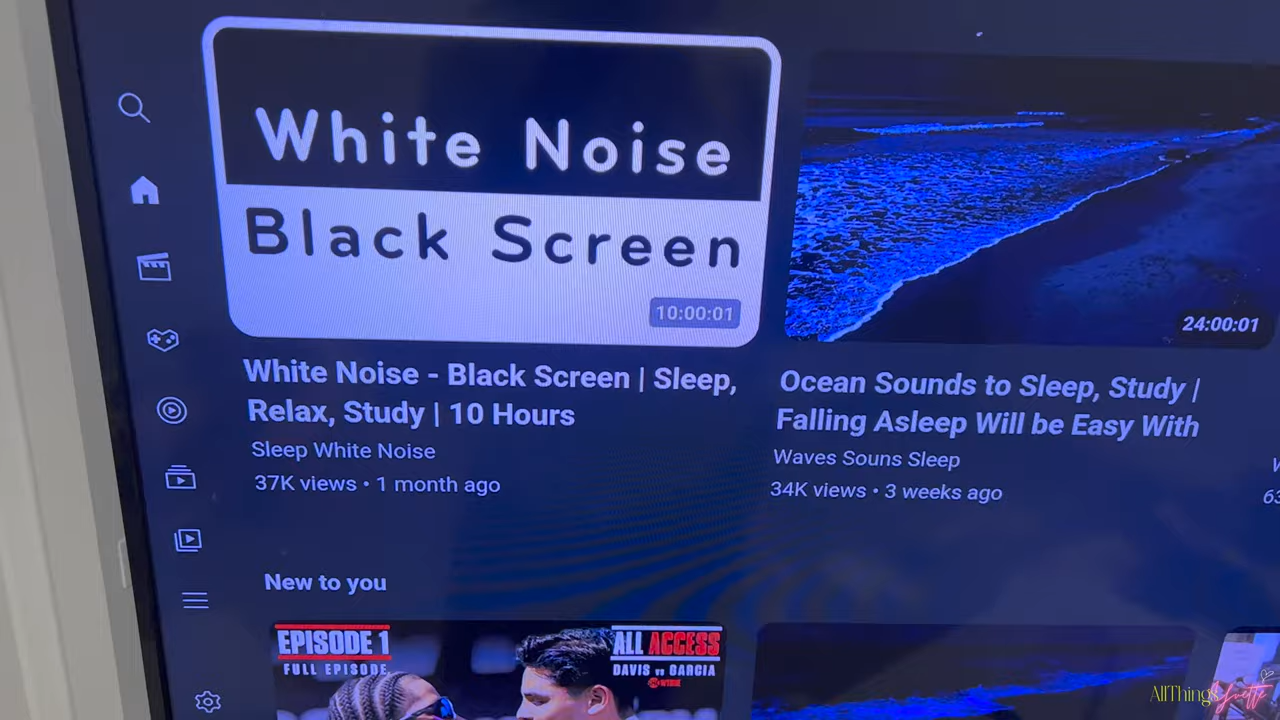 White Noise
Black Screen
10:00:01
24:00:01
White Noise - Black Screen | Sleep,
Relax, Study | 10 Hours
Sleep White Noise
37K views • 1 month ago
Ocean Sounds to Sleep, Study |
Falling Asleep Will be Easy With
Waves Souns Sleep
34K views • 3 weeks ago
63
New to you
EPISODE 1
FULL EPISODE
ALL ACCESS
DAVIS vs GARCIA
SHOWTIME
AllThings Yvette